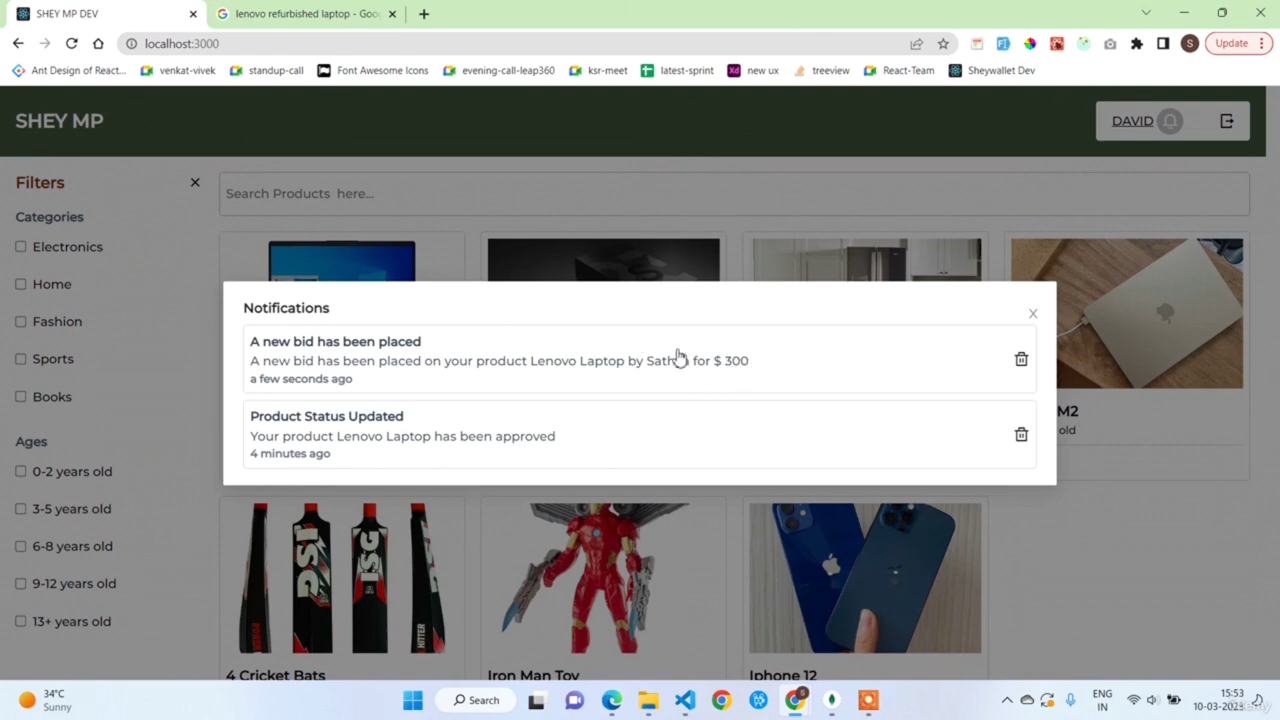 SHEY MP DEV
lenovo refurbished laptop - Goo
localhost:3000
S
Update
Ant Design of React...
venkat-vivek
standup-call
Font Awesome Icons
evening-call-leap360
ksr-meet
latest-sprint
Xd new ux
treeview
React-Team
Sheywallet Dev
SHEY MP
DAVID
Filters
Search Products here...
Categories
Electronics
Home
Fashion
Sports
Books
Ages
0-2 years old
3-5 years old
6-8 years old
9-12 years old
13+ years old
Notifications
X
A new bid has been placed
A new bid has been placed on your product Lenovo Laptop by for $ 300
a few seconds ago
Product Status Updated
Your product Lenovo Laptop has been approved
4 minutes ago
M2
old
4 Cricket Bats
Iron Man Toy
Iphone 12
34°C
Sunny
Search
ENG
IN
15:53
10-03-2023